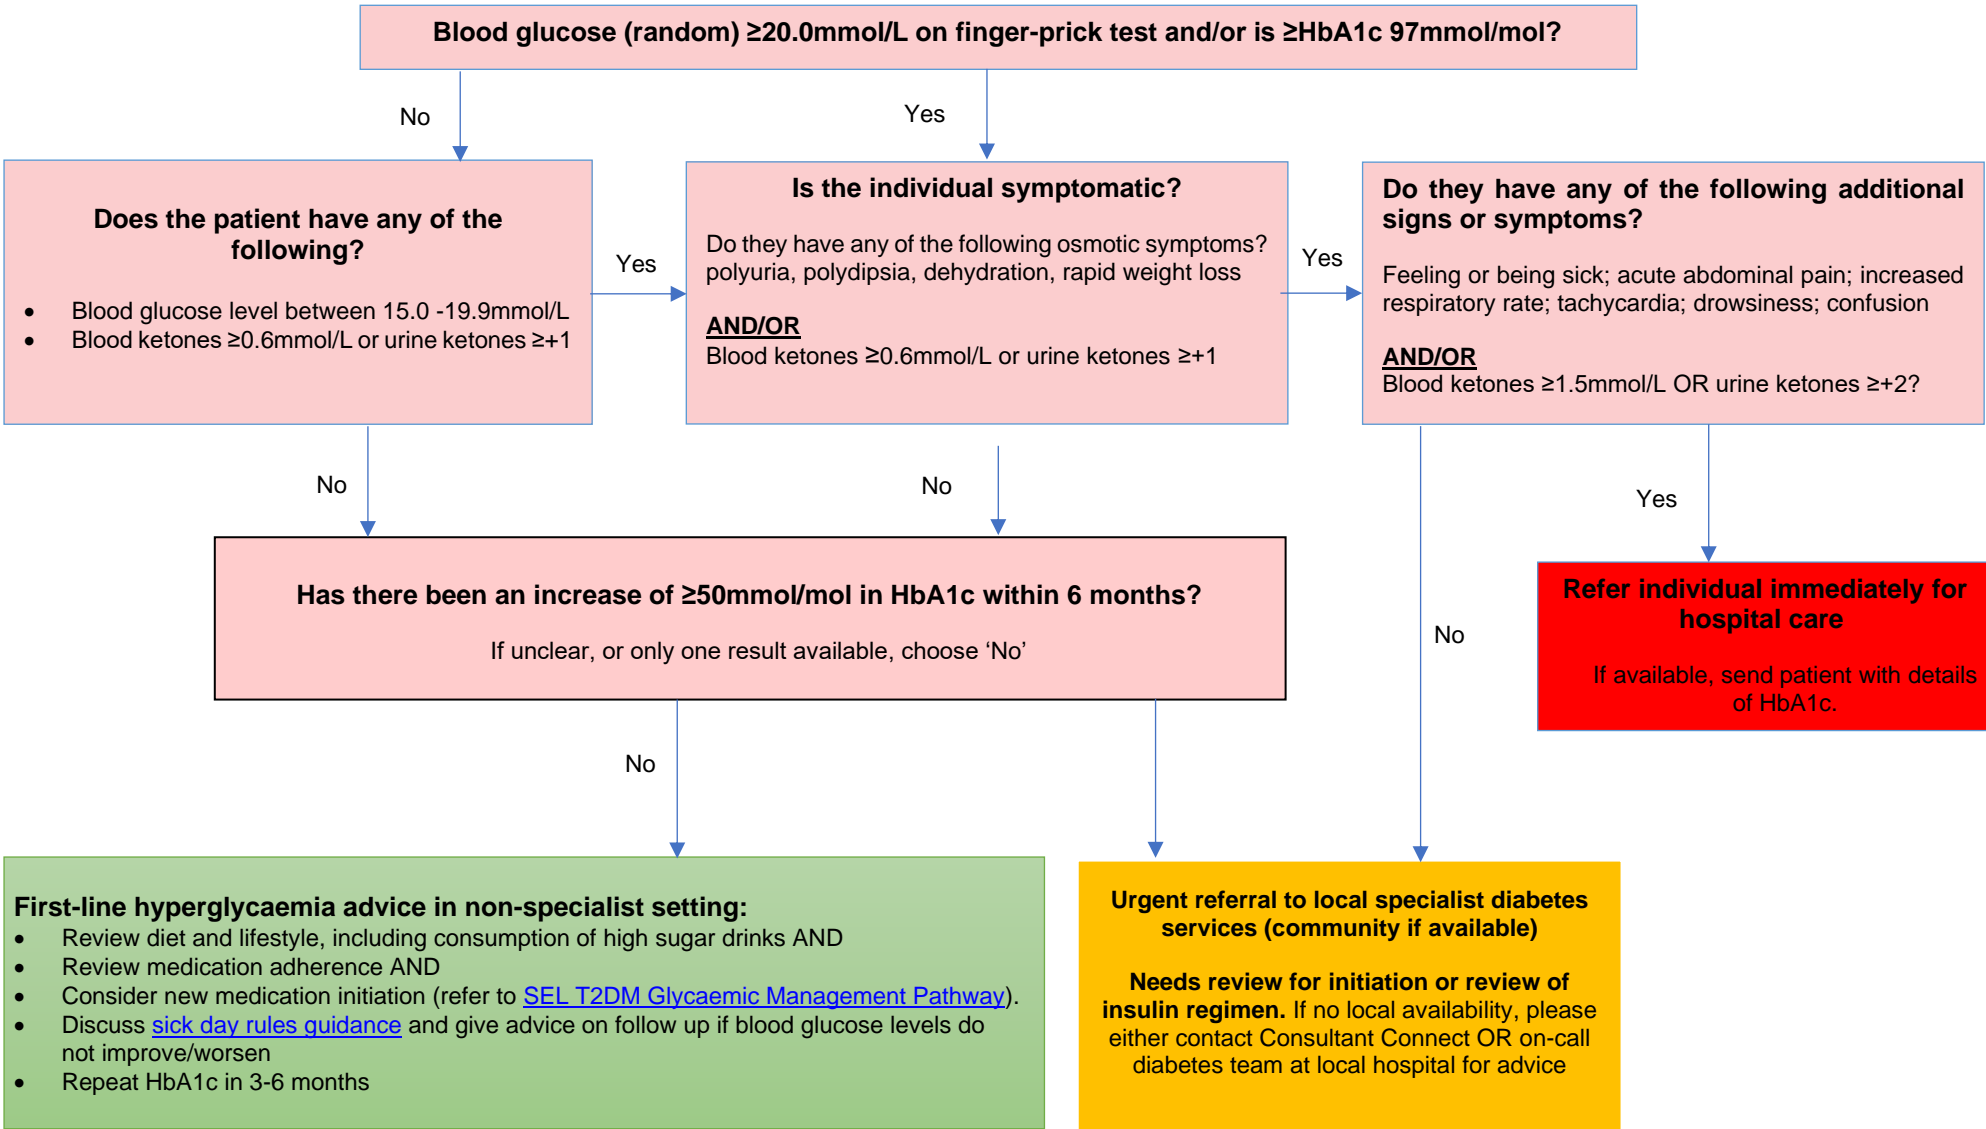 Blood glucose (random) ≥20.0mmol/L on finger-prick test and/or is ≥HbA1c 97mmol/mol?
No
Yes
Does the patient have any of the
following?
• Blood glucose level between 15.0 -19.9mmol/L
• Blood ketones ≥0.6mmol/L or urine ketones ≥+1
Yes
Is the individual symptomatic?
Do they have any of the following osmotic symptoms?
polyuria, polydipsia, dehydration, rapid weight loss
AND/OR
Blood ketones ≥0.6mmol/L or urine ketones ≥+1
Yes
Do they have any of the following additional
signs or symptoms?
Feeling or being sick; acute abdominal pain; increased
respiratory rate; tachycardia; drowsiness; confusion
AND/OR
Blood ketones ≥1.5mmol/L OR urine ketones ≥+2?
No
No
Yes
Has there been an increase of ≥50mmol/mol in HbA1c within 6 months?
If unclear, or only one result available, choose ‘No’
No
Refer individual immediately for
hospital care
If available, send patient with details
of HbA1c.
No
First-line hyperglycaemia advice in non-specialist setting:
• Review diet and lifestyle, including consumption of high sugar drinks AND
• Review medication adherence AND
• Consider new medication initiation (refer to SEL T2DM Glycaemic Management Pathway).
• Discuss sick day rules guidance and give advice on follow up if blood glucose levels do
not improve/worsen
• Repeat HbA1c in 3-6 months
Urgent referral to local specialist diabetes
services (community if available)
Needs review for initiation or review of
insulin regimen. If no local availability, please
either contact Consultant Connect OR on-call
diabetes team at local hospital for advice